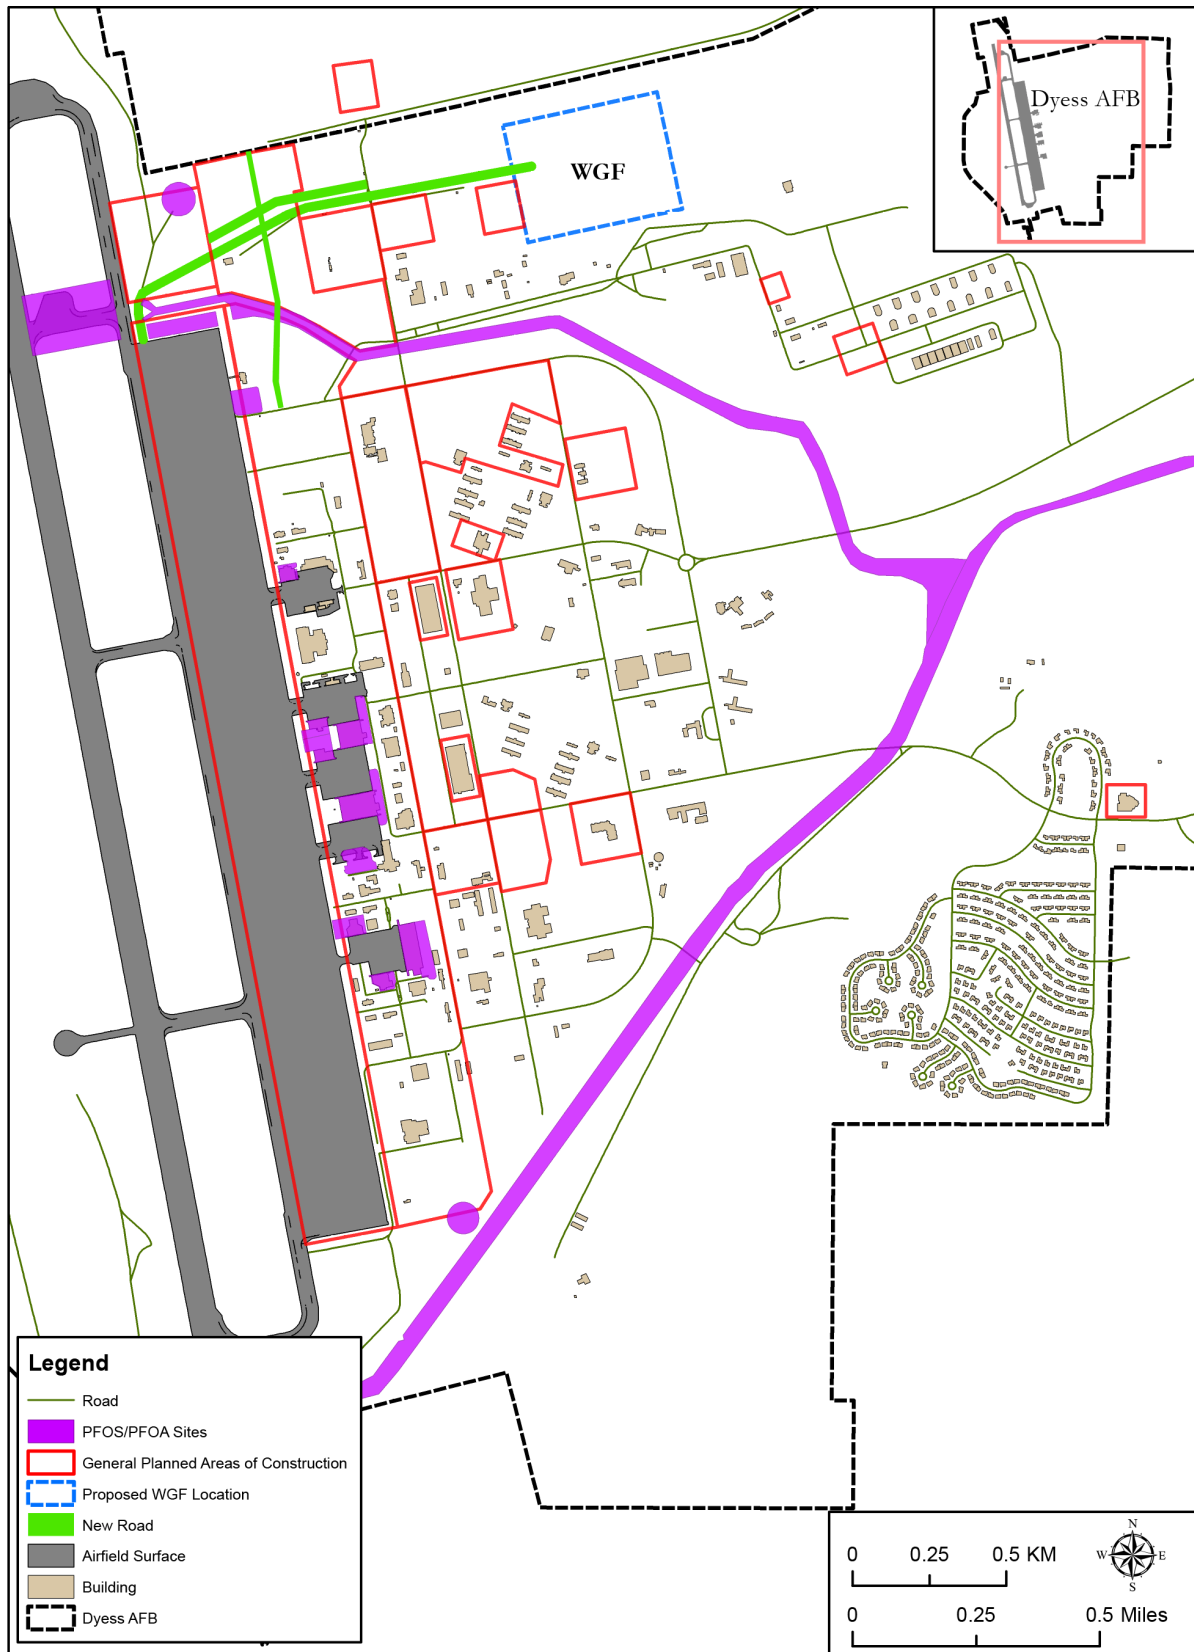 Dyess AFB
WGF
Legend
Road
PFOS/PFOA Sites
General Planned Areas of Construction
Proposed WGF Location
New Road
Airfield Surface
Building
Dyess AFB
N
W E
S
0 0.25 0.5 KM
0 0.25 0.5 Miles